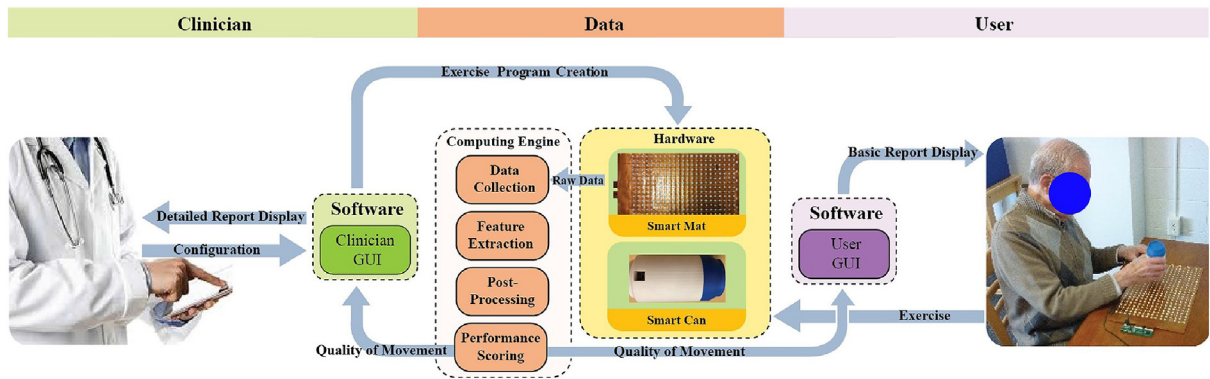 Clinician
Data
User
Exercise Program Creation
Computing Engine
Hardware
Data
Collection
Raw Data
Smart Mat
Basic Report Display
Detailed Report Display
Configuration
Software
Clinician
GUI
Feature
Extraction
Software
User
GUI
Post-
Processing
Smart Can
Exercise
Performance
Scoring
Quality of Movement
Quality of Movement